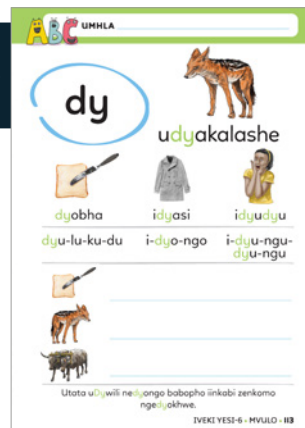 ABC UMHLA
dy
udyakalashe
dyobha idyasi idyudyu
dyu-lu-ku-du i-dyo-ngo i-dyu-ngu-
dyu-ngu
Utata uDywili nedyongo babopho iinkabi zenkomo
ngedyokhwe.
IVEKI YESI-6 • MVULO • 113